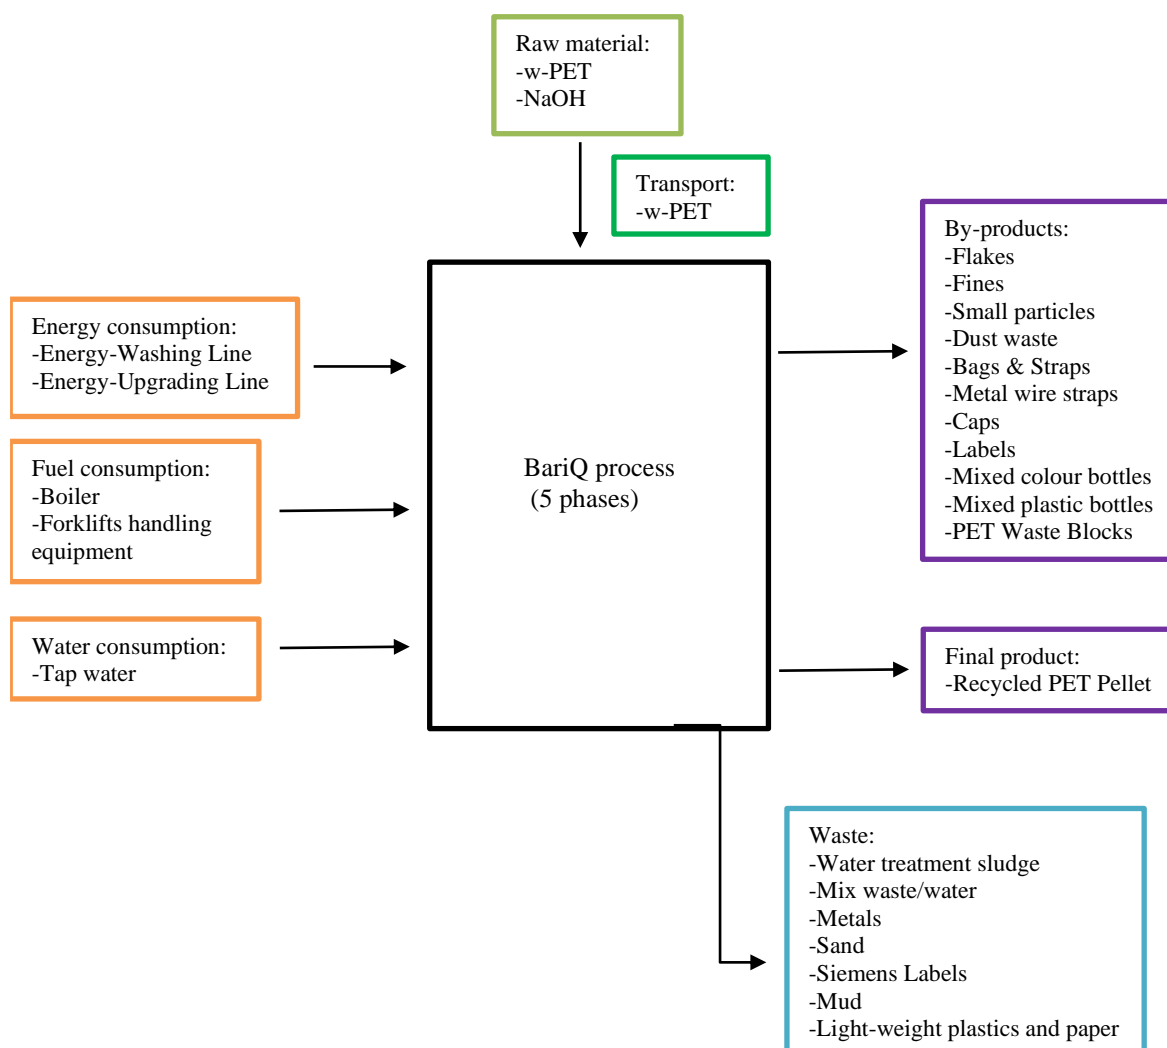 Raw material:
-w-PET
-NaOH
Transport:
-w-PET
Energy consumption:
-Energy-Washing Line
-Energy-Upgrading Line
Fuel consumption:
-Boiler
-Forklifts handling
equipment
Water consumption:
-Tap water
BariQ process
(5 phases)
By-products:
-Flakes
-Fines
-Small particles
-Dust waste
-Bags & Straps
-Metal wire straps
-Caps
-Labels
-Mixed colour bottles
-Mixed plastic bottles
-PET Waste Blocks
Final product:
-Recycled PET Pellet
Waste:
-Water treatment sludge
-Mix waste/water
-Metals
-Sand
-Siemens Labels
-Mud
-Light-weight plastics and paper